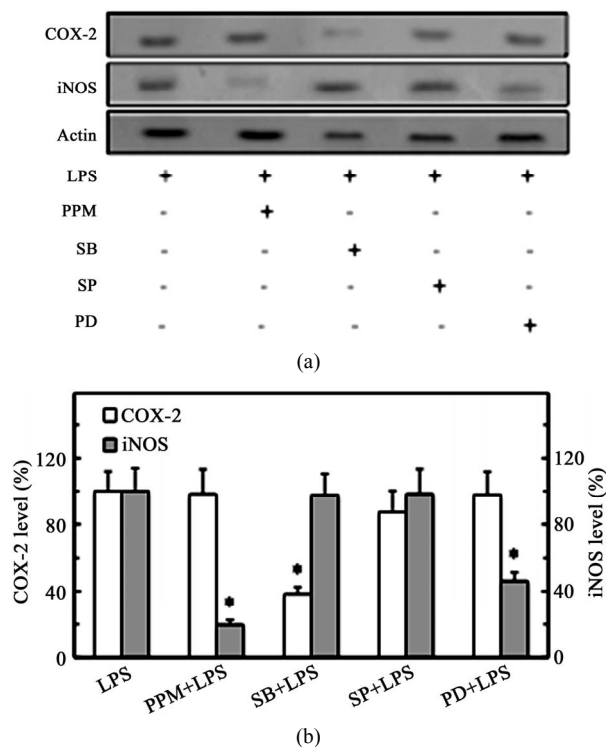 COX-2
iNOS
Actin
LPS + + + + +
PPM - + - - -
SB - - + - -
SP - - - + -
PD - - - - +
(a)
COX-2
iNOS
COX-2 level (%)
120
80
40
0
iNOS level (%)
120
80
40
0
* * *
LPS PPM+LPS SB+LPS SP+LPS PD+LPS
(b)